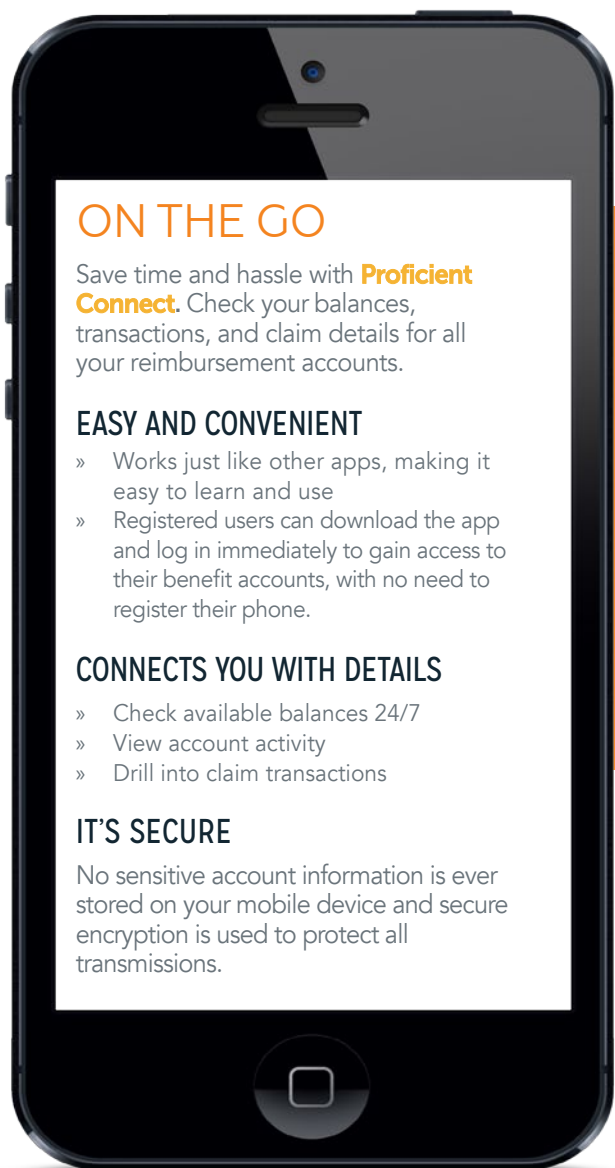 ON THE GO
Save time and hassle with Proficient
Connect. Check your balances,
transactions, and claim details for all
your reimbursement accounts.
EASY AND CONVENIENT
» Works just like other apps, making it
easy to learn and use
» Registered users can download the app
and log in immediately to gain access to
their benefit accounts, with no need to
register their phone.
CONNECTS YOU WITH DETAILS
» Check available balances 24/7
» View account activity
» Drill into claim transactions
IT’S SECURE
No sensitive account information is ever
stored on your mobile device and secure
encryption is used to protect all
transmissions.